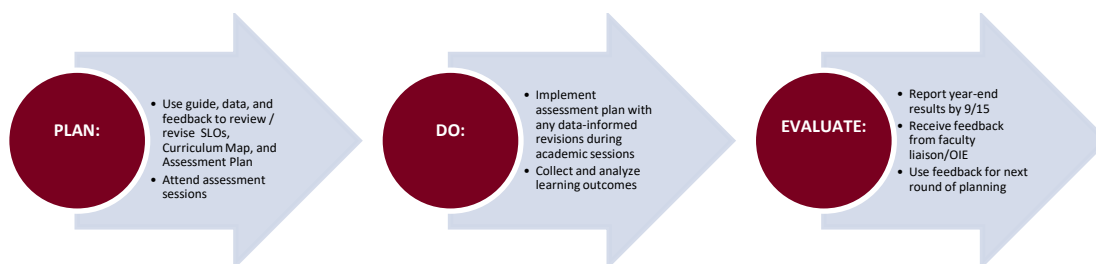 PLAN:
• Use guide, data, and
feedback to review /
revise SLOs,
Curriculum Map, and
Assessment Plan
• Attend assessment
sessions
DO:
• Implement
assessment plan with
any data-informed
revisions during
academic sessions
• Collect and analyze
learning outcomes
EVALUATE:
• Report year-end
results by 9/15
• Receive feedback
from faculty
liaison/OIE
• Use feedback for next
round of planning